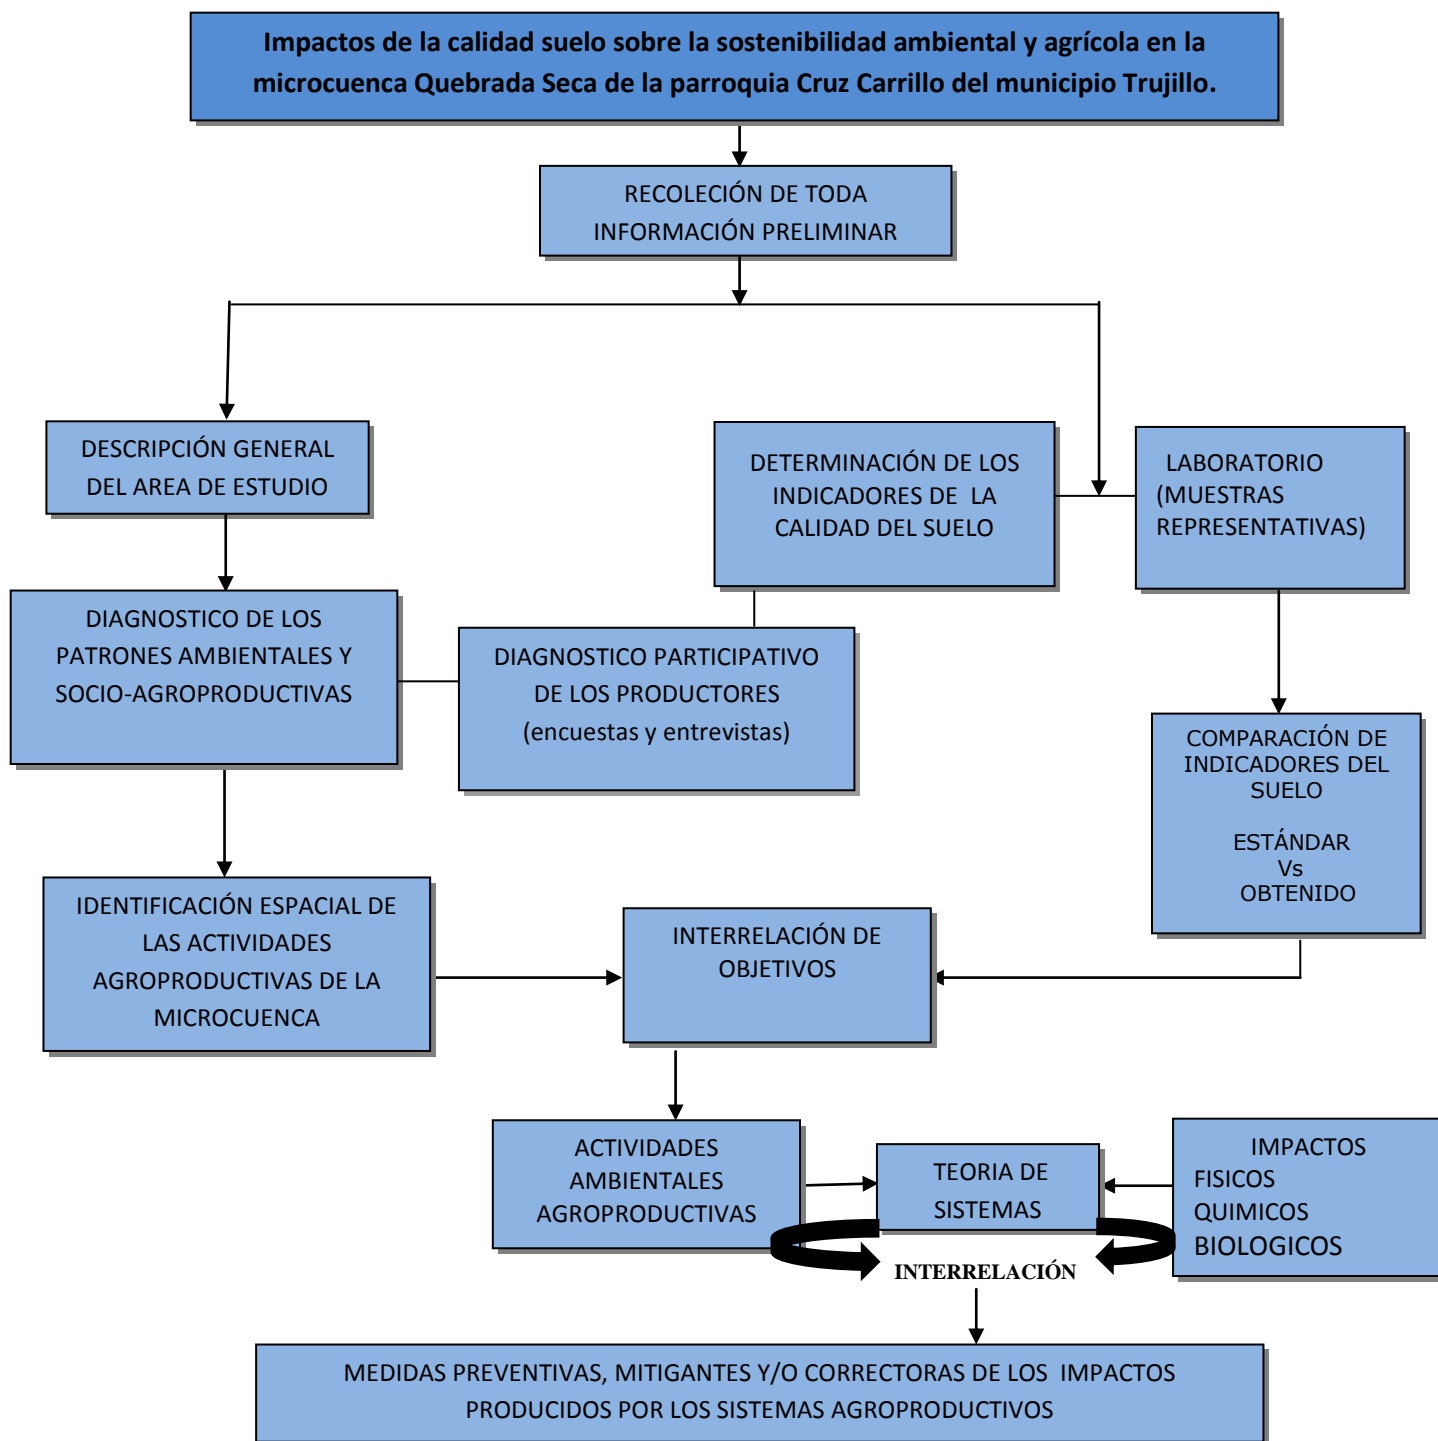 Impactos de la calidad suelo sobre la sostenibilidad ambiental y agrícola en la
microcuenca Quebrada Seca de la parroquia Cruz Carrillo del municipio Trujillo.
RECOLECIÓN DE TODA
INFORMACIÓN PRELIMINAR
DESCRIPCIÓN GENERAL
DEL AREA DE ESTUDIO
DETERMINACIÓN DE LOS
INDICADORES DE LA
CALIDAD DEL SUELO
LABORATORIO
(MUESTRAS
REPRESENTATIVAS)
DIAGNOSTICO DE LOS
PATRONES AMBIENTALES Y
SOCIO-AGROPRODUCTIVAS
DIAGNOSTICO PARTICIPATIVO
DE LOS PRODUCTORES
(encuestas y entrevistas)
COMPARACIÓN DE
INDICADORES DEL
SUELO
ESTÁNDAR
Vs
OBTENIDO
IDENTIFICACIÓN ESPACIAL DE
LAS ACTIVIDADES
AGROPRODUCTIVAS DE LA
MICROCUENCA
INTERRELACIÓN DE
OBJETIVOS
ACTIVIDADES
AMBIENTALES
AGROPRODUCTIVAS
TEORIA DE
SISTEMAS
IMPACTOS
FISICOS
QUIMICOS
BIOLOGICOS
INTERRELACIÓN
MEDIDAS PREVENTIVAS, MITIGANTES Y/O CORRECTORAS DE LOS IMPACTOS
PRODUCIDOS POR LOS SISTEMAS AGROPRODUCTIVOS